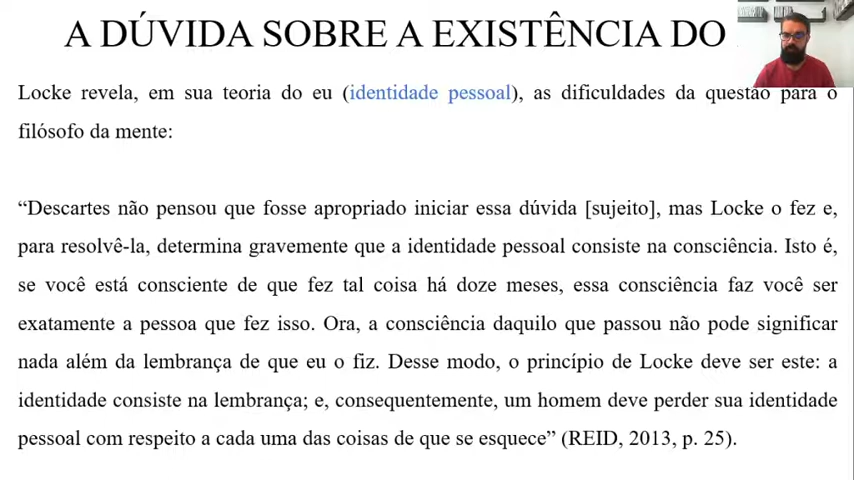 A DÚVIDA SOBRE A EXISTÊNCIA DO
Locke revela, em sua teoria do eu (identidade pessoal), as dificuldades da questão para o
filósofo da mente:
“Descartes não pensou que fosse apropriado iniciar essa dúvida [sujeito], mas Locke o fez e,
para resolvê-la, determina gravemente que a identidade pessoal consiste na consciência. Isto é,
se você está consciente de que fez tal coisa há doze meses, essa consciência faz você ser
exatamente a pessoa que fez isso. Ora, a consciência daquilo que passou não pode significar
nada além da lembrança de que eu o fiz. Desse modo, o princípio de Locke deve ser este: a
identidade consiste na lembrança; e, consequentemente, um homem deve perder sua identidade
pessoal com respeito a cada uma das coisas de que se esquece” (REID, 2013, p. 25).